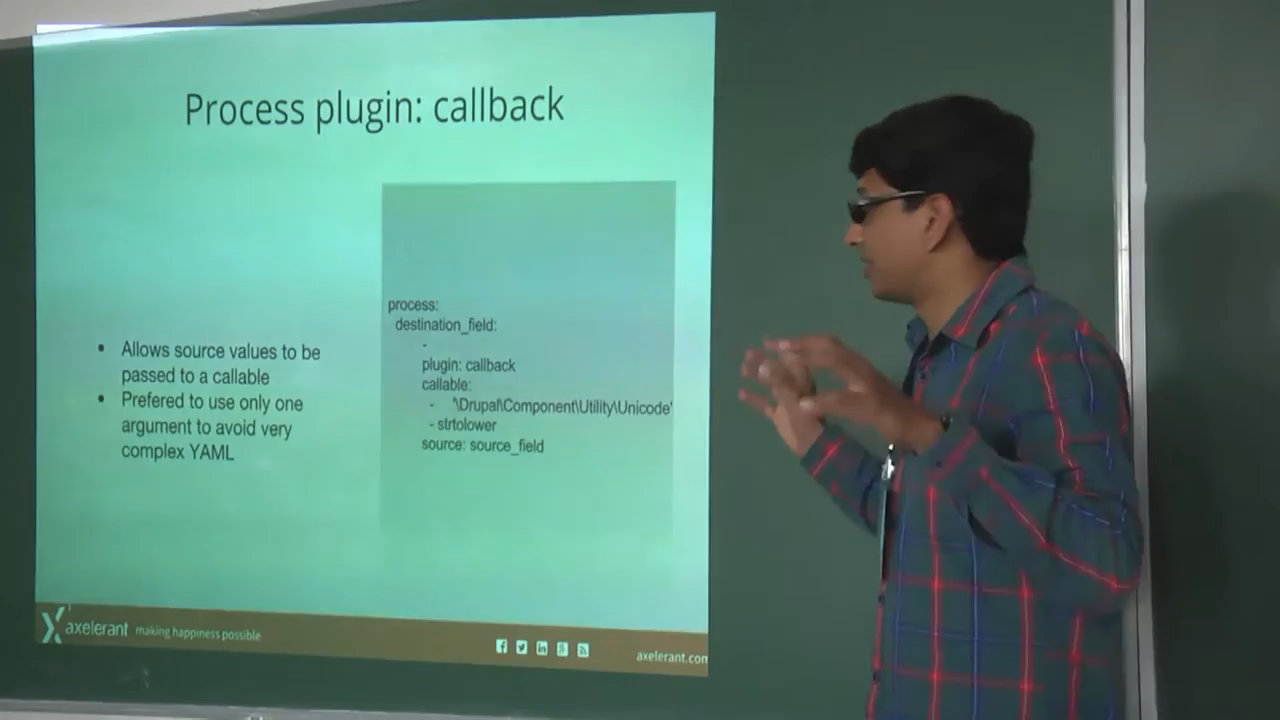 Process plugin: callback
• Allows source values to be
passed to a callable
• Prefered to use only one
argument to avoid very
complex YAML
process:
destination_field:
-
plugin: callback
callable:
- '\Drupal\Component\Utility\Unicode'
- strtolower
source: source_field
axelerant making happiness possible
axelerant.com